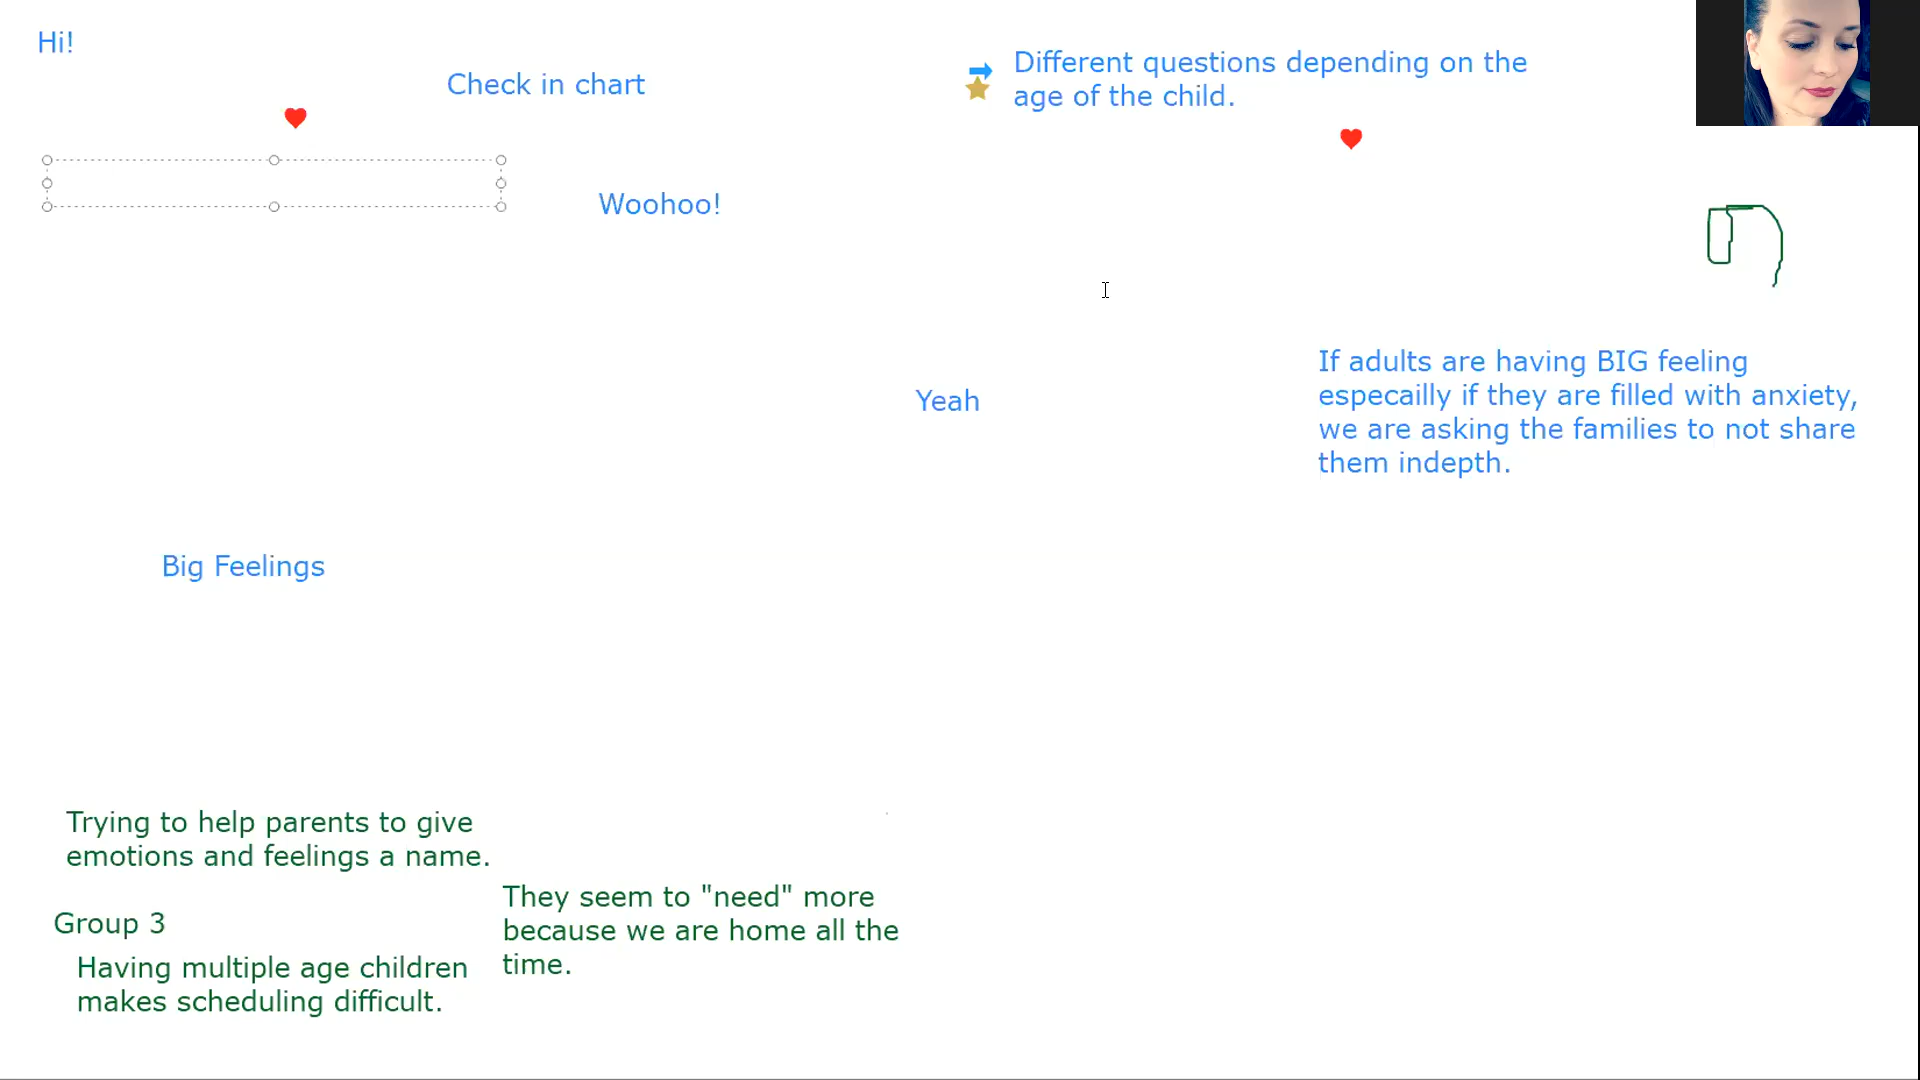 Hi!
Check in chart
Different questions depending on the
age of the child.
Woohoo!
If adults are having BIG feeling
especailly if they are filled with anxiety,
we are asking the families to not share
them indepth.
Yeah
Big Feelings
Trying to help parents to give
emotions and feelings a name.
They seem to "need" more
because we are home all the
time.
Group 3
Having multiple age children
makes scheduling difficult.